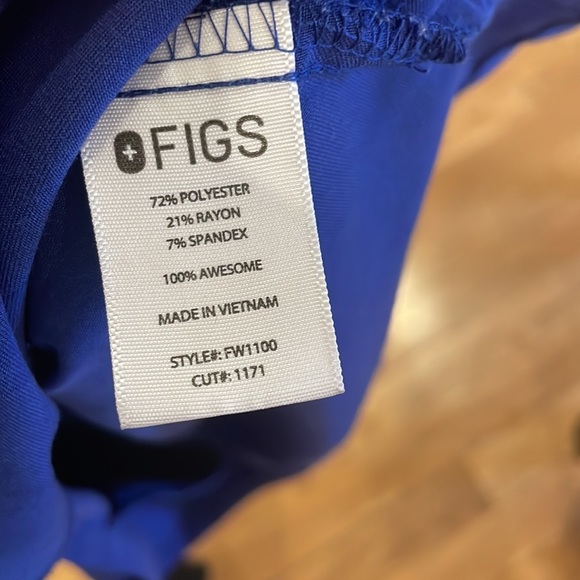 FIGS
72% POLYESTER
21% RAYON
7% SPANDEX
100% AWESOME
MADE IN VIETNAM
STYLE#: FW1100
CUT#: 1171